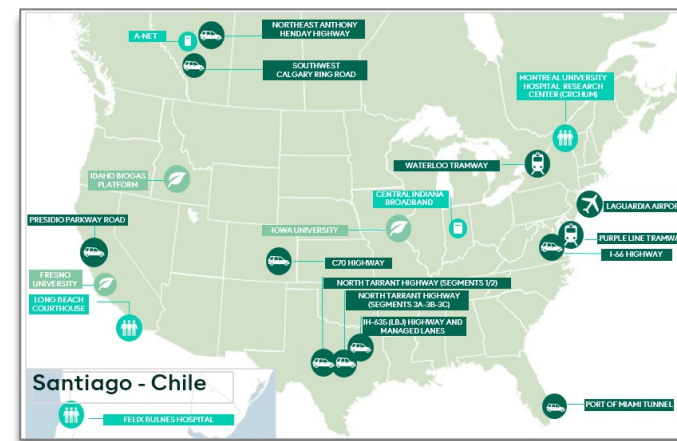 NORTHEAST ANTHONY
HENDAY HIGHWAY
A-NET
SOUTHWEST
CALGARY RING ROAD
MONTREAL UNIVERSITY
HOSPITAL RESEARCH
CENTER (CRCHUM)
WATERLOO TRAMWAY
IDAHO BIOGAS
PLATFORM
CENTRAL INDIANA
BROADBAND
LAGUARDIA AIRPOR
PRESIDIO PARKWAY ROAD
IOWA UNIVERSITY
PURPLE LINE TRAMWA
I-66 HIGHWAY
C70 HIGHWAY
FRESNO
UNIVERSITY
NORTH TARRANT HIGHWAY (SEGMENTS 1/2)
LONG BEACH
COURTHOUSE
NORTH TARRANT HIGHWAY
(SEGMENTS 3A-3B-3C)
IH-635 (LBJ) HIGHWAY AND
MANAGED LANES
Santiago - Chile
FELIX BULNES HOSPITAL
PORT OF MIAMI TUNNEL